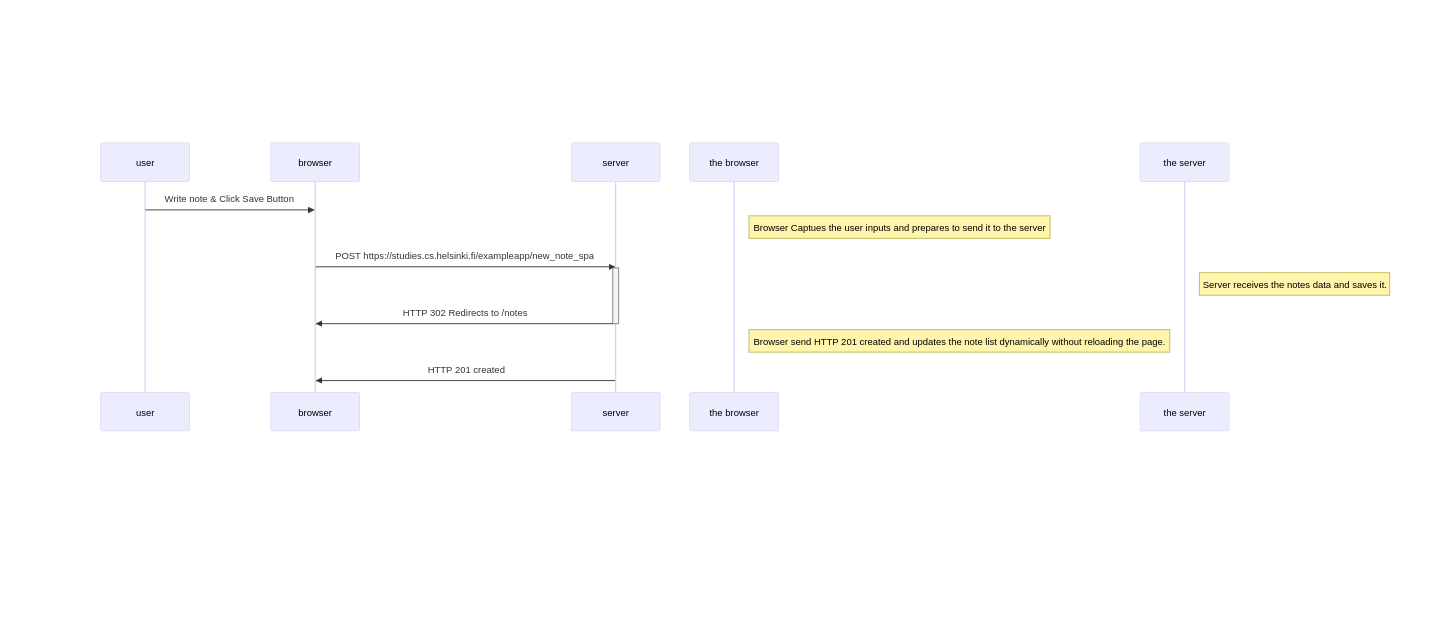 user
browser
server
the browser
the server
Write note & Click Save Button
Browser Captues the user inputs and prepares to send it to the server
POST https://studies.cs.helsinki.fi/exampleapp/new_note_spa
Server receives the notes data and saves it.
HTTP 302 Redirects to /notes
Browser send HTTP 201 created and updates the note list dynamically without reloading the page.
HTTP 201 created
user
browser
server
the browser
the server